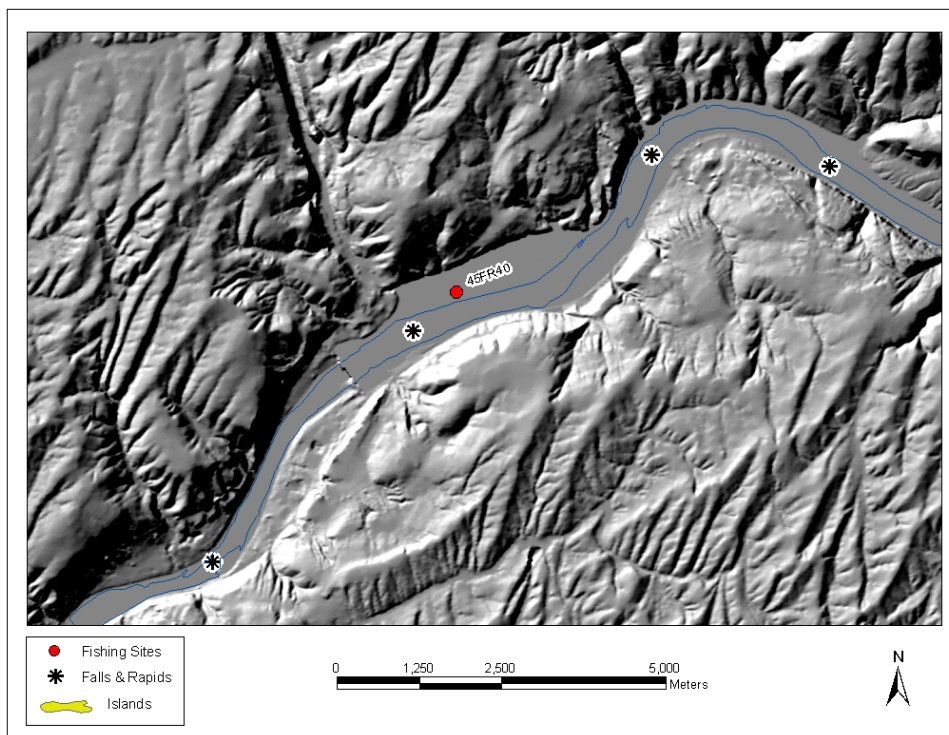 45FR40
Fishing Sites
Falls & Rapids
Islands
0 1,250 2,500 5,000
Meters
N